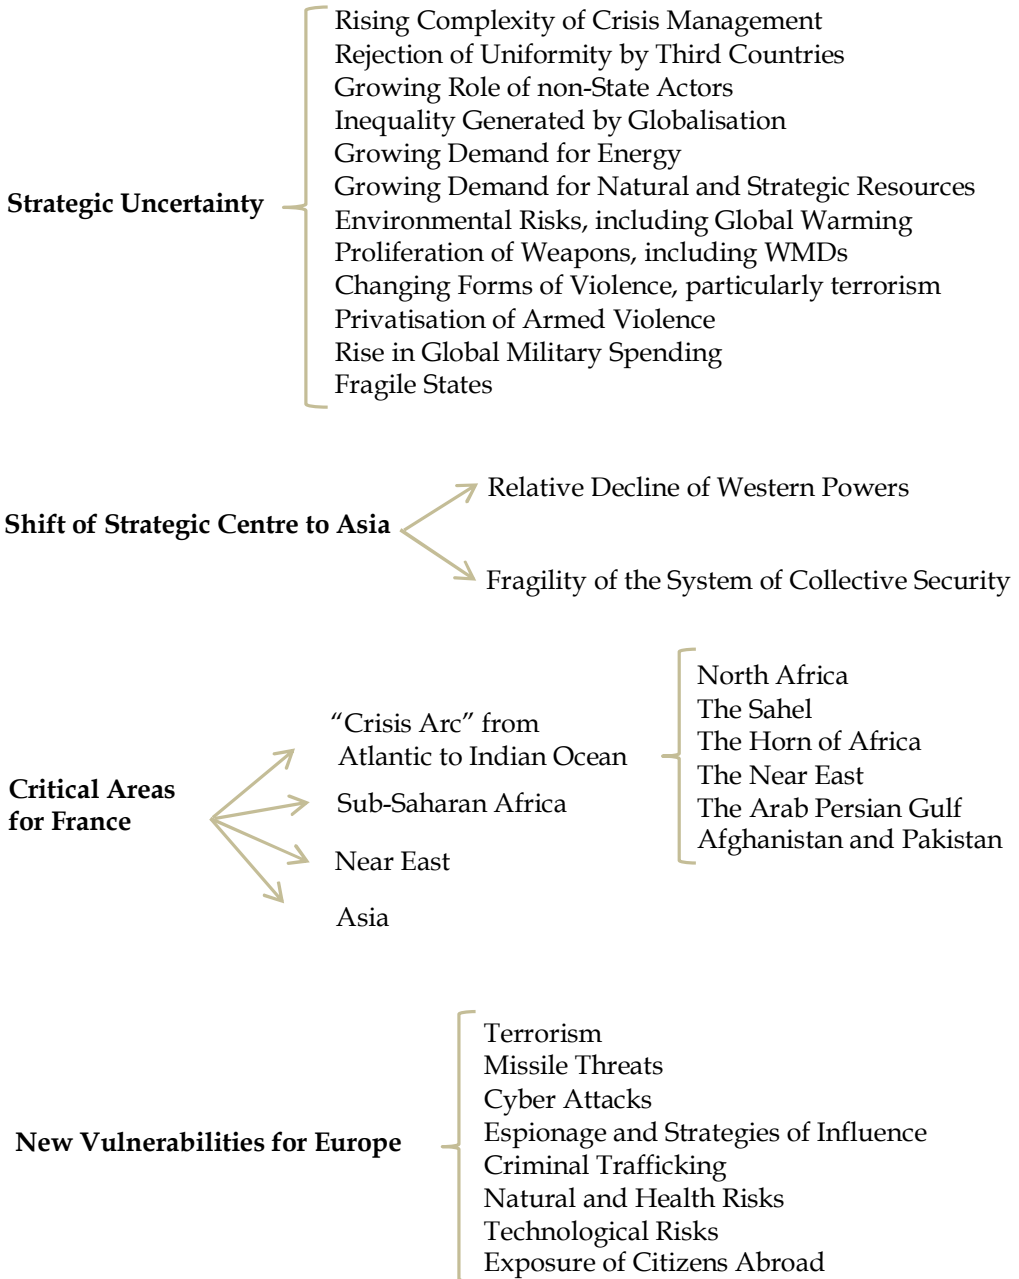 Strategic Uncertainty
Rising Complexity of Crisis Management
Rejection of Uniformity by Third Countries
Growing Role of non-State Actors
Inequality Generated by Globalisation
Growing Demand for Energy
Growing Demand for Natural and Strategic Resources
Environmental Risks, including Global Warming
Proliferation of Weapons, including WMDs
Changing Forms of Violence, particularly terrorism
Privatisation of Armed Violence
Rise in Global Military Spending
Fragile States
Shift of Strategic Centre to Asia
Relative Decline of Western Powers
Fragility of the System of Collective Security
Critical Areas
for France
“Crisis Arc” from
Atlantic to Indian Ocean
North Africa
The Sahel
The Horn of Africa
The Near East
The Arab Persian Gulf
Afghanistan and Pakistan
Sub-Saharan Africa
Near East
Asia
New Vulnerabilities for Europe
Terrorism
Missile Threats
Cyber Attacks
Espionage and Strategies of Influence
Criminal Trafficking
Natural and Health Risks
Technological Risks
Exposure of Citizens Abroad